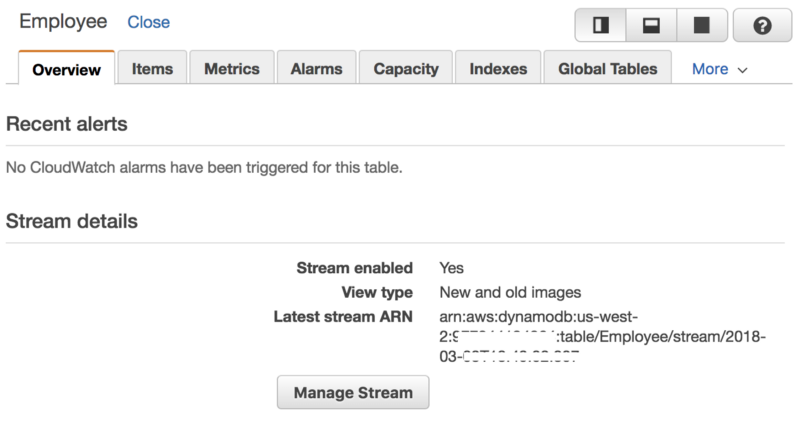 Employee Close
Overview Items Metrics Alarms Capacity Indexes Global Tables More
Recent alerts
No CloudWatch alarms have been triggered for this table.
Stream details
Stream enabled Yes
View type New and old images
Latest stream ARN arn:aws:dynamodb:us-west-
2: :table/Employee/stream/2018-
03-
Manage Stream